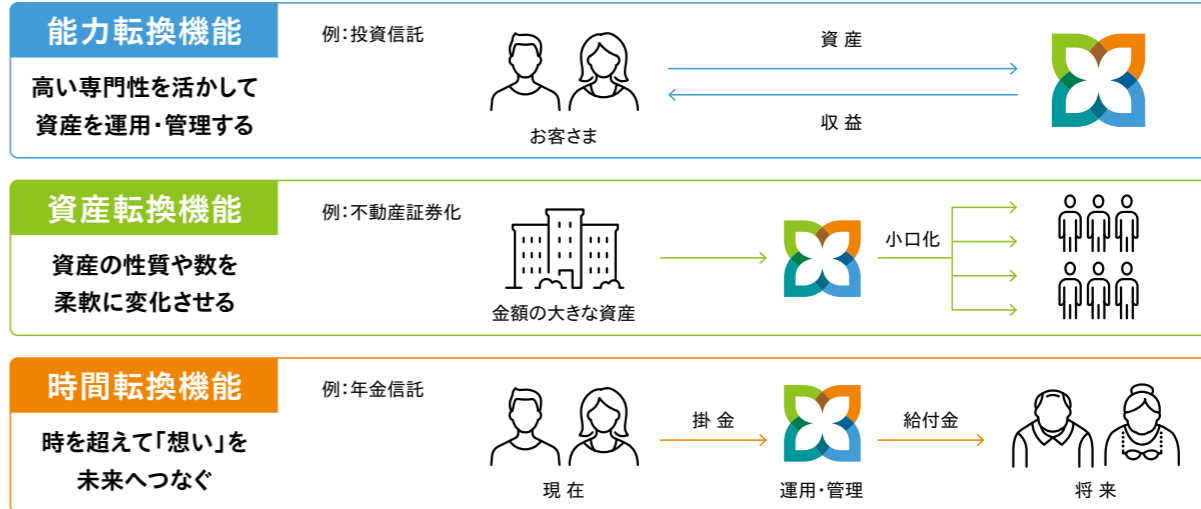 能力転換機能
高い専門性を活かして
資産を運用・管理する
例：投資信託
お客さま
資産
収益
資産転換機能
資産の性質や数を
柔軟に変化させる
例：不動産証券化
金額の大きな資産
小口化
時間転換機能
時を超えて「想い」を
未来へつなぐ
例：年金信託
現在
掛金
運用・管理
給付金
将来